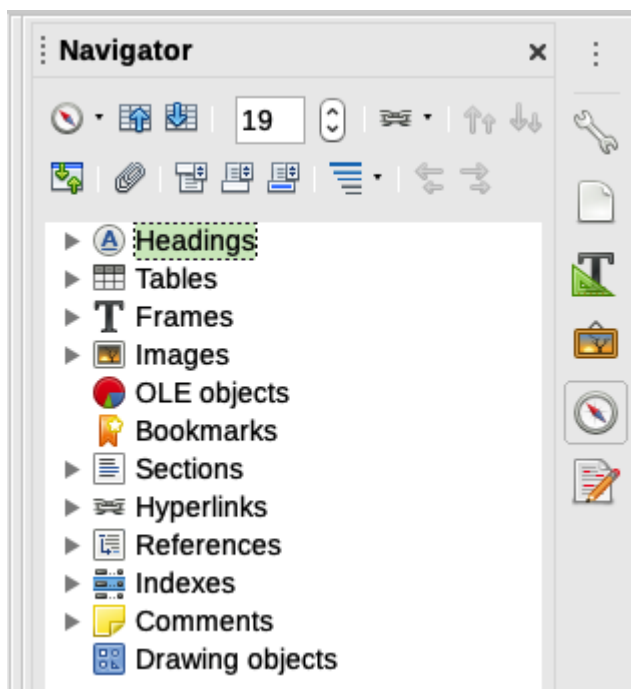 Navigator
19
Headings
Tables
Frames
Images
OLE objects
Bookmarks
Sections
Hyperlinks
References
Indexes
Comments
Drawing objects